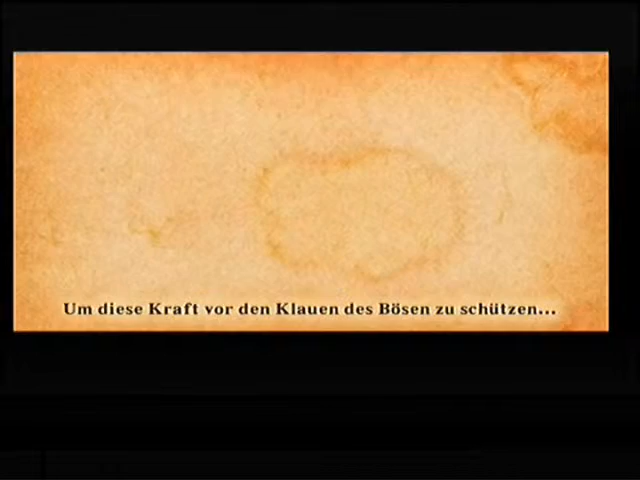 Um diese Kraft vor den Klauen des Bösen zu schützen...